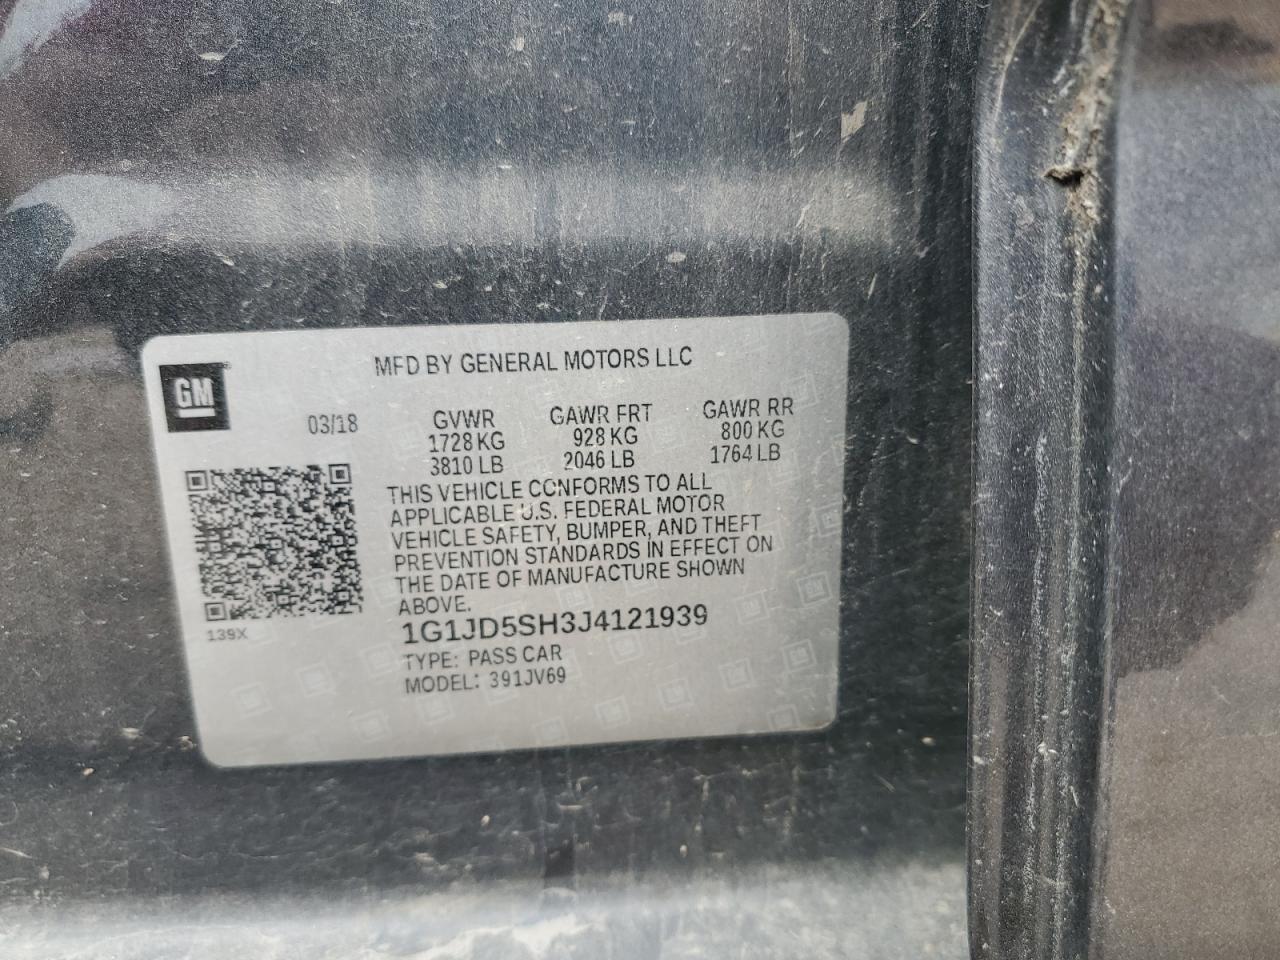 MFD BY GENERAL MOTORS LLC
GM
03/18
GVWR GAWR FRT GAWR RR
1728 KG 928 KG 800 KG
3810 LB 2046 LB 1764 LB
THIS VEHICLE CONFORMS TO ALL
APPLICABLE U.S. FEDERAL MOTOR
VEHICLE SAFETY, BUMPER, AND THEFT
PREVENTION STANDARDS IN EFFECT ON
THE DATE OF MANUFACTURE SHOWN
ABOVE.
139X
1G1JD5SH3J4121939
TYPE: PASS CAR
MODEL: 391JV69